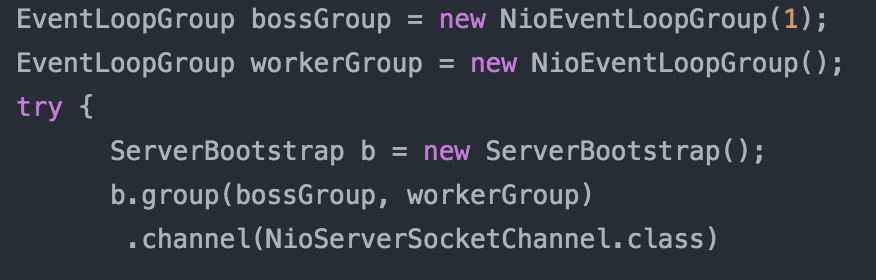 EventLoopGroup bossGroup = new NioEventLoopGroup(1);
EventLoopGroup workerGroup = new NioEventLoopGroup();
try {
ServerBootstrap b = new ServerBootstrap();
b.group(bossGroup, workerGroup)
.channel(NioServerSocketChannel.class)